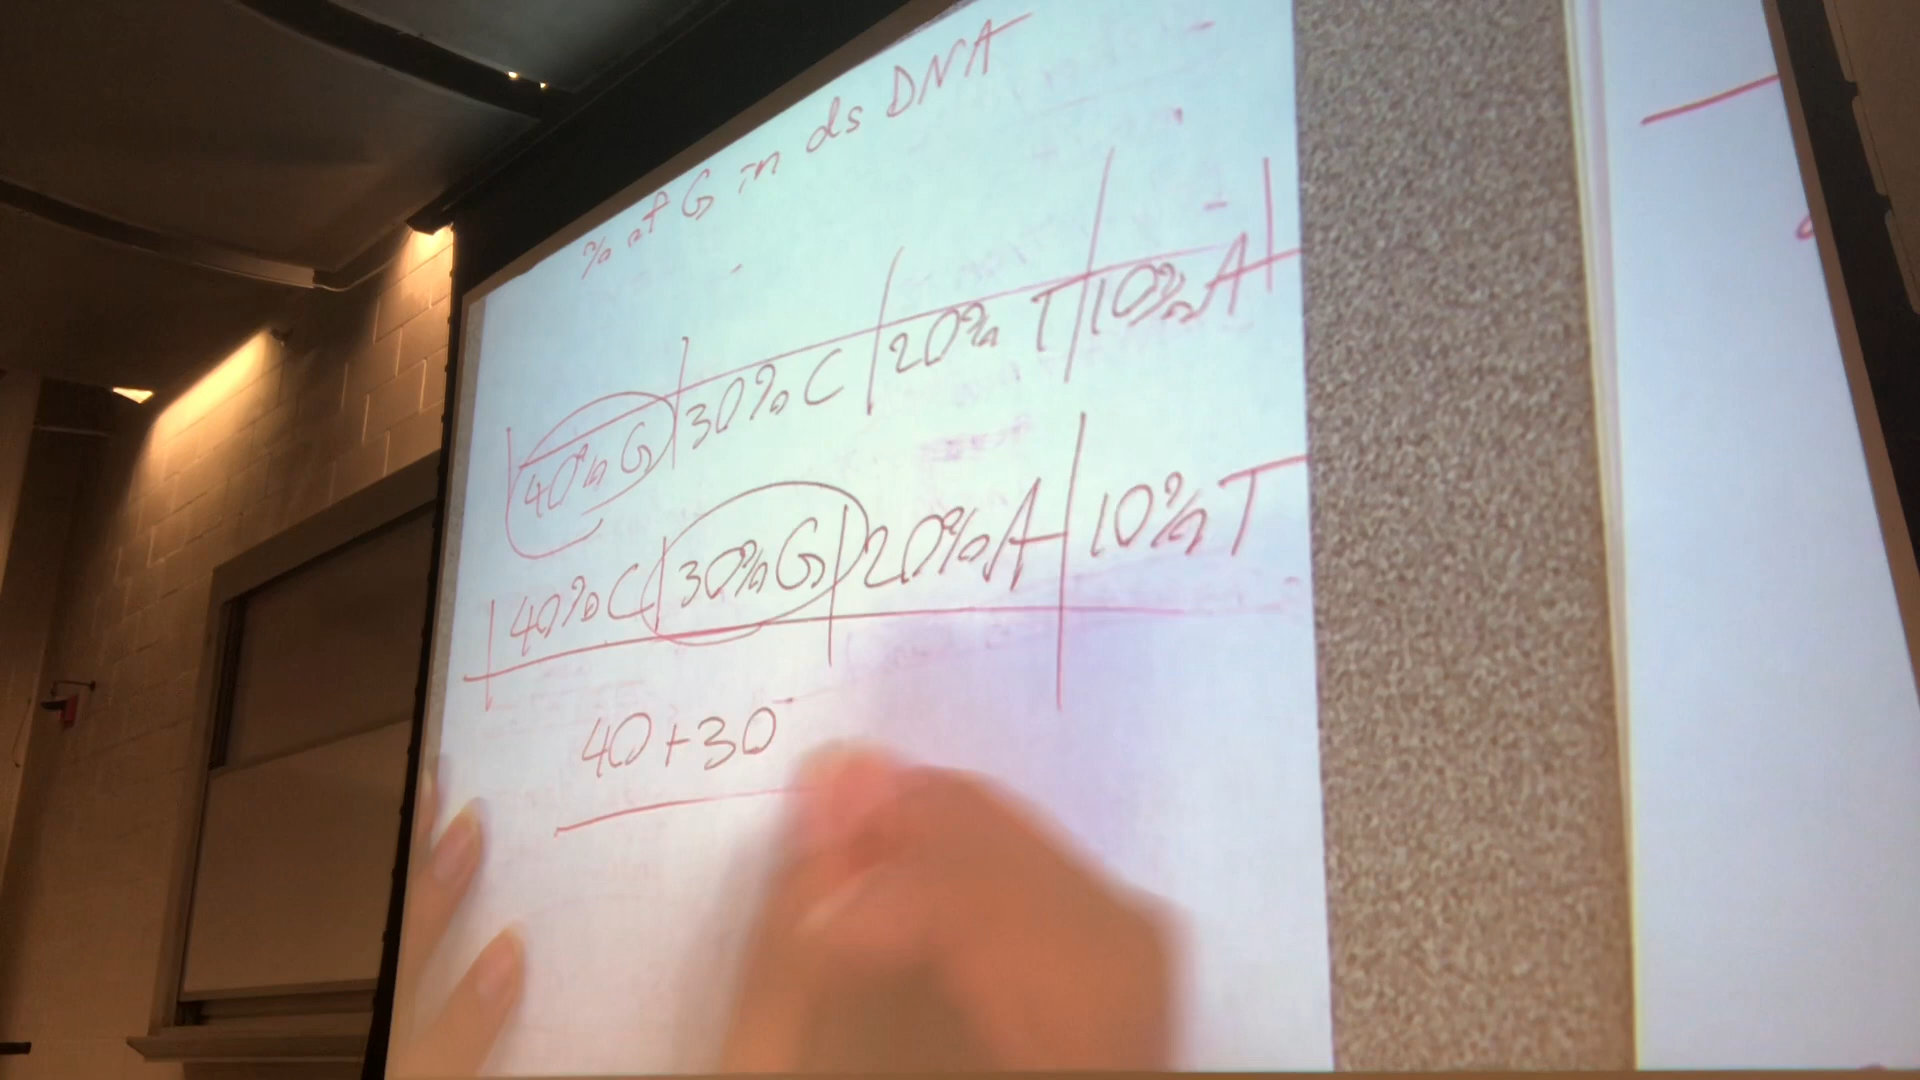 % of G in ds DNA
40% G 30% C 20% T 10% A
40% C 30% G 20% A 10% T
40 + 30